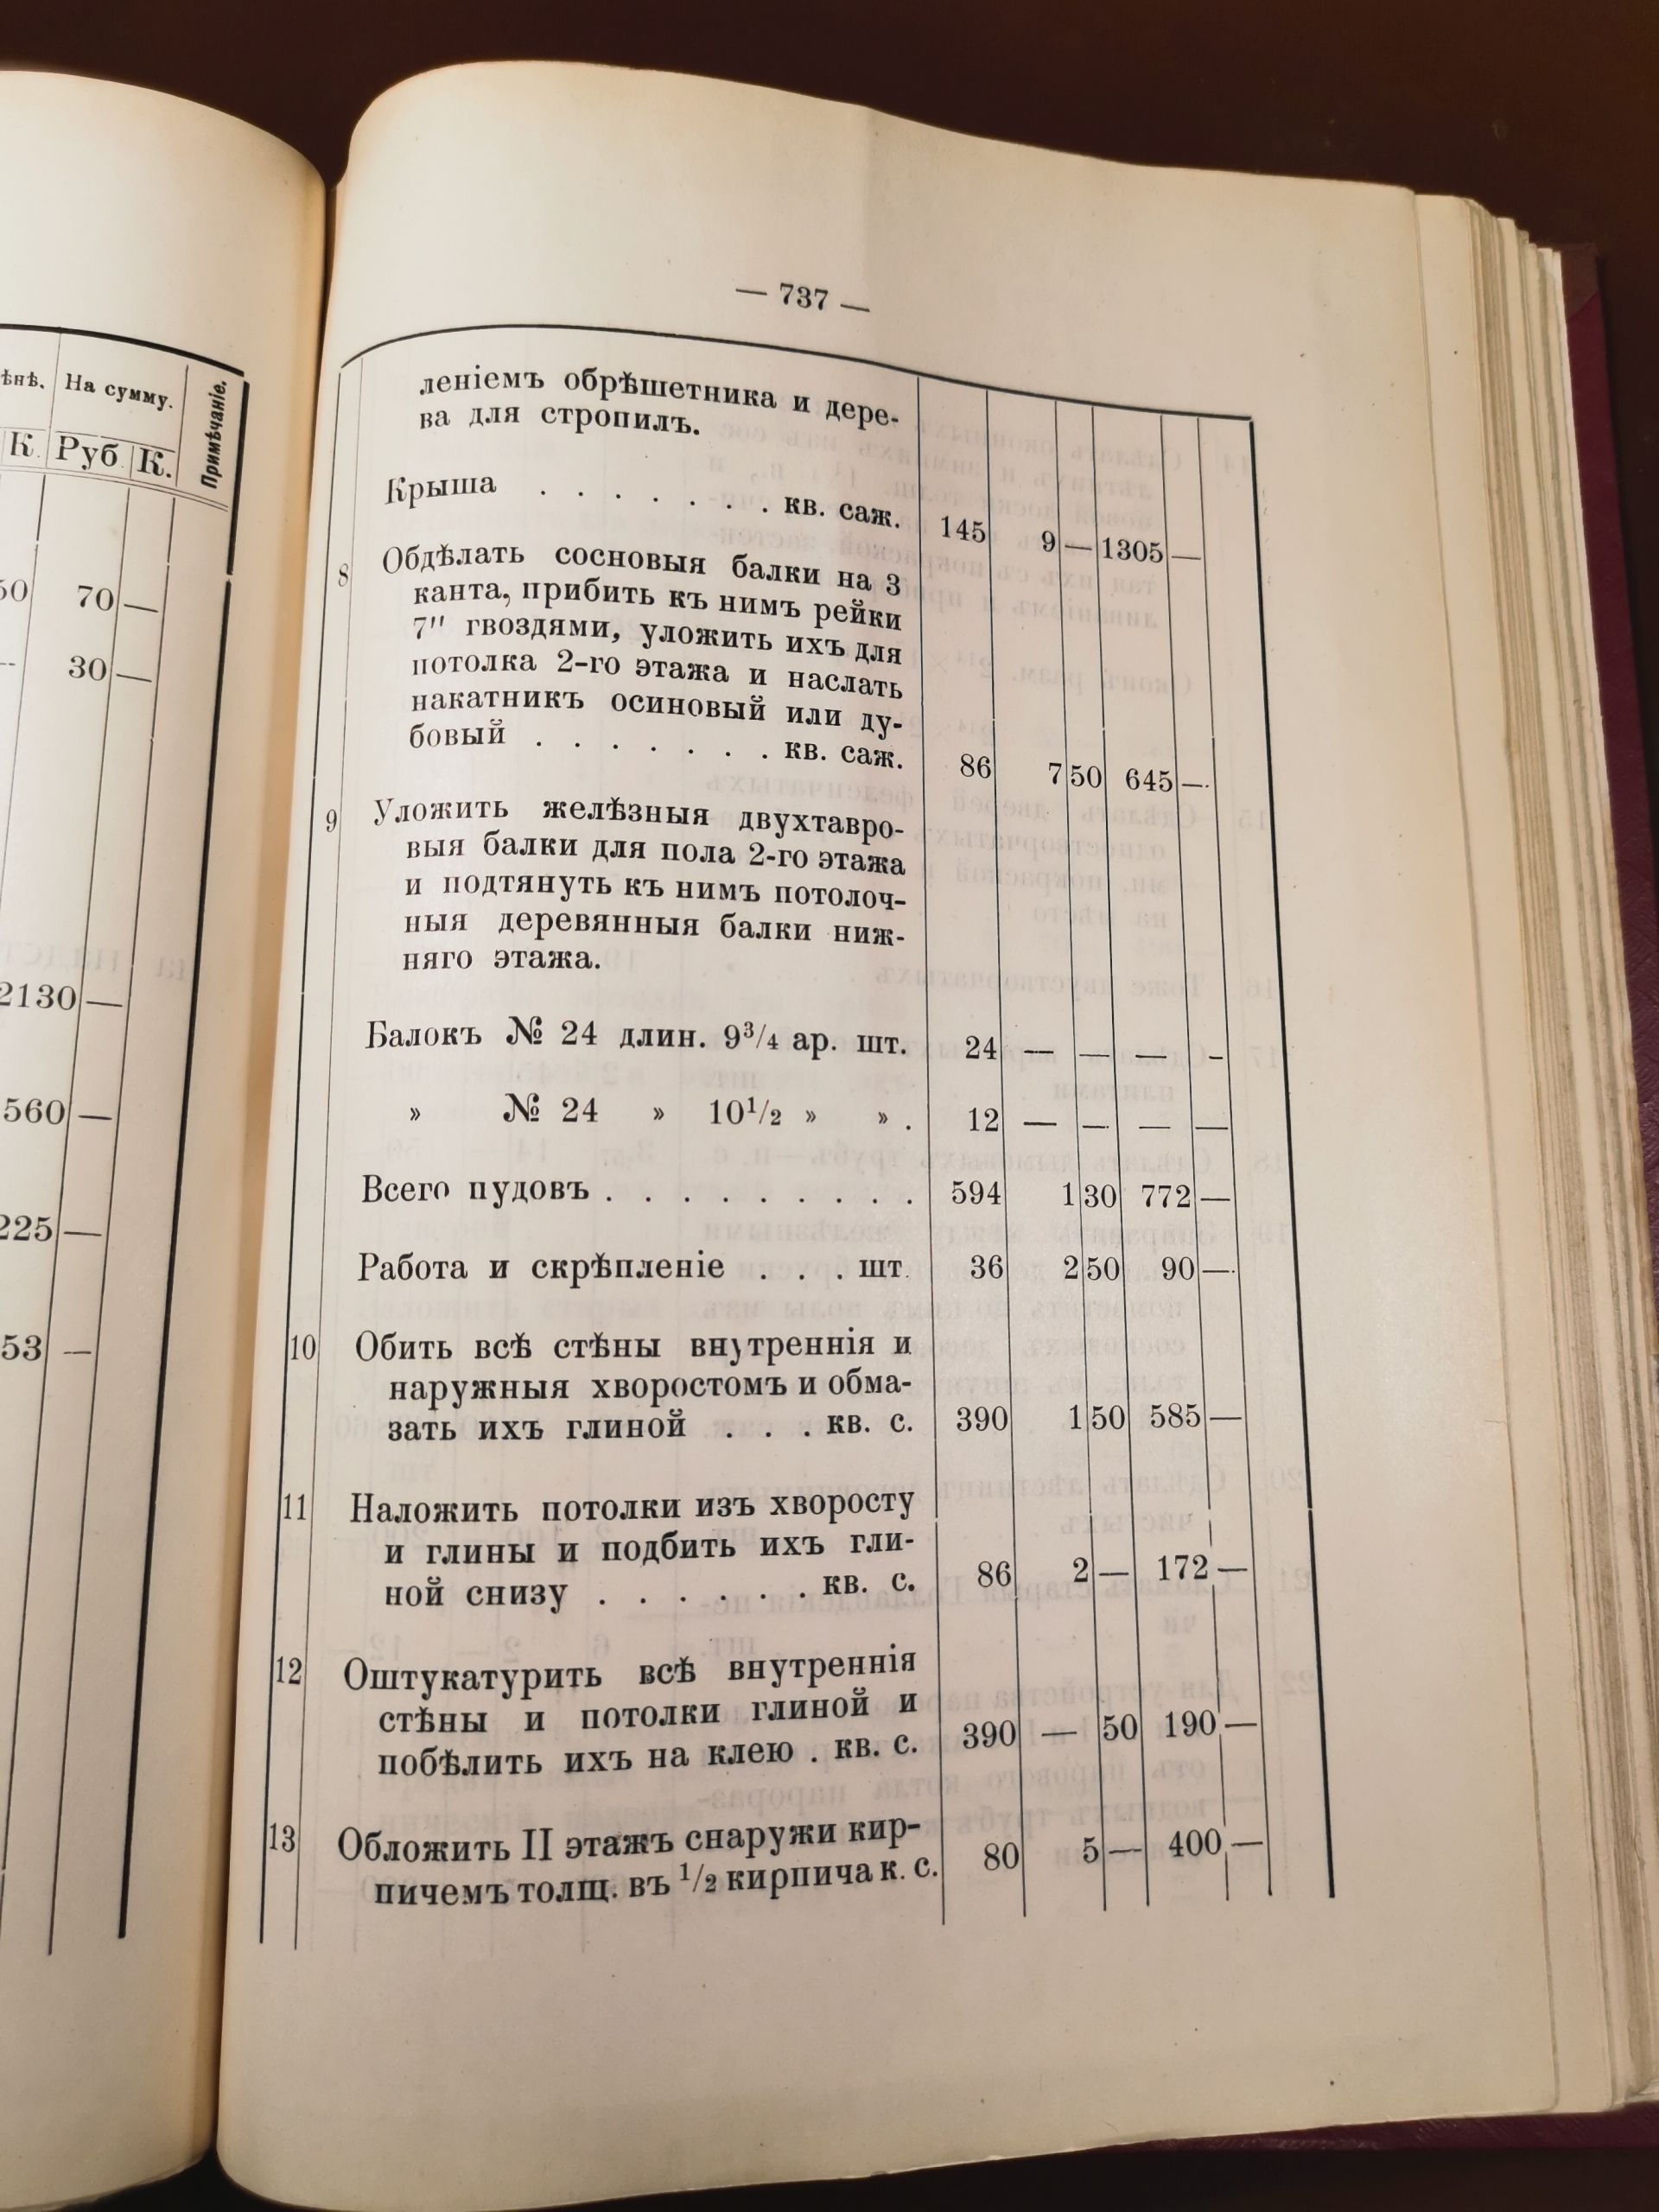 ѣнѣ. На сумму. Примѣчаніе.
К. Руб. К.
50 70 —
— 30 —
2130 —
560 —
225 —
53 —
— 737 —
леніемъ обрѣшетника и дере-
ва для стропилъ.
Крыша . . . . . . . кв. саж. 145 9 — 1305 —
8 Обдѣлать сосновыя балки на 3
канта, прибить къ нимъ рейки
7" гвоздями, уложить ихъ для
потолка 2-го этажа и наслать
накатникъ осиновый или ду-
бовый . . . . . . . кв. саж. 86 7 50 645 —
9 Уложить желѣзныя двухтавро-
выя балки для пола 2-го этажа
и подтянуть къ нимъ потолоч-
ныя деревянныя балки ниж-
няго этажа.
Балокъ № 24 длин. 9³/₄ ар. шт. 24 — — — —
» № 24 » 10¹/₂ » » . 12 — — — —
Всего пудовъ . . . . . . . . . 594 1 30 772 —
Работа и скрѣпленіе . . . шт. 36 2 50 90 —
10 Обить всѣ стѣны внутреннія и
наружныя хворостомъ и обма-
зать ихъ глиной . . . кв. с. 390 1 50 585 —
11 Наложить потолки изъ хворосту
и глины и подбить ихъ гли-
ной снизу . . . . . . кв. с. 86 2 — 172 —
12 Оштукатурить всѣ внутреннія
стѣны и потолки глиной и
побѣлить ихъ на клею . кв. с. 390 — 50 190 —
13 Обложить II этажъ снаружи кир-
пичемъ толщ. въ ¹/₂ кирпича к. с. 80 5 — 400 —